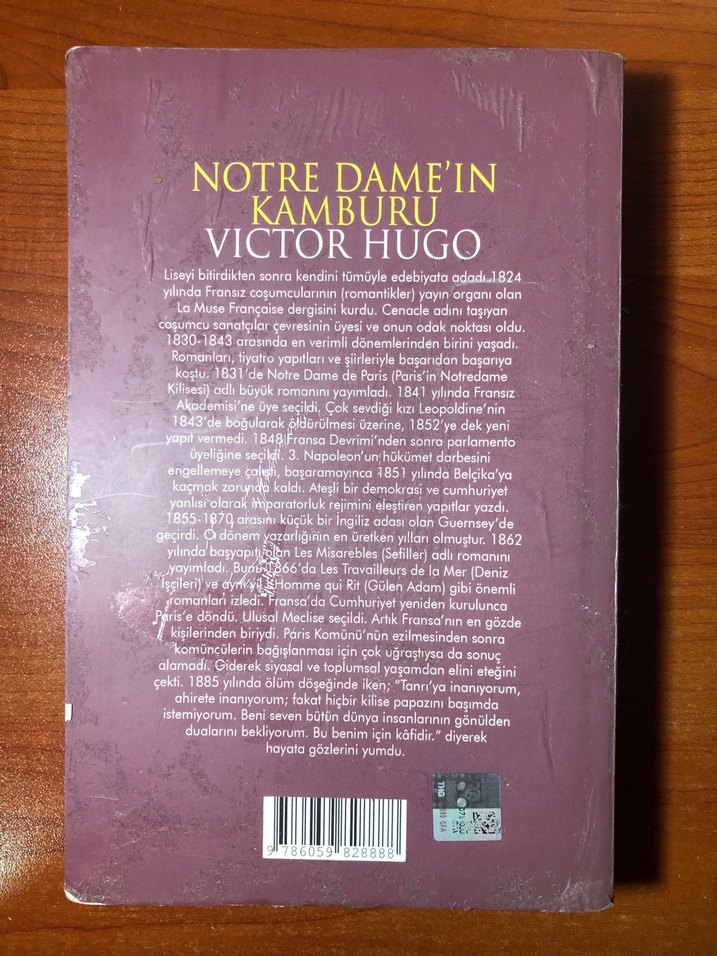 NOTRE DAME'IN
KAMBURU
VICTOR HUGO
Liseyi bitirdikten sonra kendini tümüyle edebiyata adadı.1824
yılında Fransız coşumcularının (romantikler) yayın organı olan
La Muse Française dergisini kurdu. Cenacle adını taşıyan
coşumcu sanatçılar çevresinin üyesi ve onun odak noktası oldu.
1830-1843 arasında en verimli dönemlerinden birini yaşadı.
Romanları, tiyatro yapıtları ve şiirleriyle başarıdan başarıya
koştu. 1831'de Notre Dame de Paris (Paris'in Notredame
Kilisesi) adlı büyük romanını yayımladı. 1841 yılında Fransız
Akademisi'ne üye seçildi. Çok sevdiği kızı Leopoldine'nin
1843'de boğularak öldürülmesi üzerine, 1852'ye dek yeni
yapıt vermedi. 1848 Fransa Devrimi'nden sonra parlamento
üyeliğine seçildi. 3. Napoleon'un hükümet darbesini
engellemeye çalıştı, başaramayınca 1851 yılında Belçika'ya
kaçmak zorunda kaldı. Ateşli bir demokrasi ve cumhuriyet
yanlısı olarak imparatorluk rejimini eleştiren yapıtlar yazdı.
1855-1870 arasını küçük bir İngiliz adası olan Guernsey'de
geçirdi. O dönem yazarlığının en üretken yılları olmuştur. 1862
yılında başyapıtı olan Les Misarebles (Sefiller) adlı romanını
yayımladı. Bunu 1866'da Les Travailleurs de la Mer (Deniz
İşçileri) ve aynı yıl L'Homme qui Rit (Gülen Adam) gibi önemli
romanları izledi. Fransa'da Cumhuriyet yeniden kurulunca
Paris'e döndü. Ulusal Meclise seçildi. Artık Fransa'nın en gözde
kişilerinden biriydi. Paris Komünü'nün ezilmesinden sonra
komüncülerin bağışlanması için çok uğraştıysa da sonuç
alamadı. Giderek siyasal ve toplumsal yaşamdan elini eteğini
çekti. 1885 yılında ölüm döşeğinde iken; "Tanrı'ya inanıyorum,
ahirete inanıyorum; fakat hiçbir kilise papazını başımda
istemiyorum. Beni seven bütün dünya insanlarının gönülden
dualarını bekliyorum. Bu benim için kâfidir." diyerek
hayata gözlerini yumdu.
THG
9 786059 828888